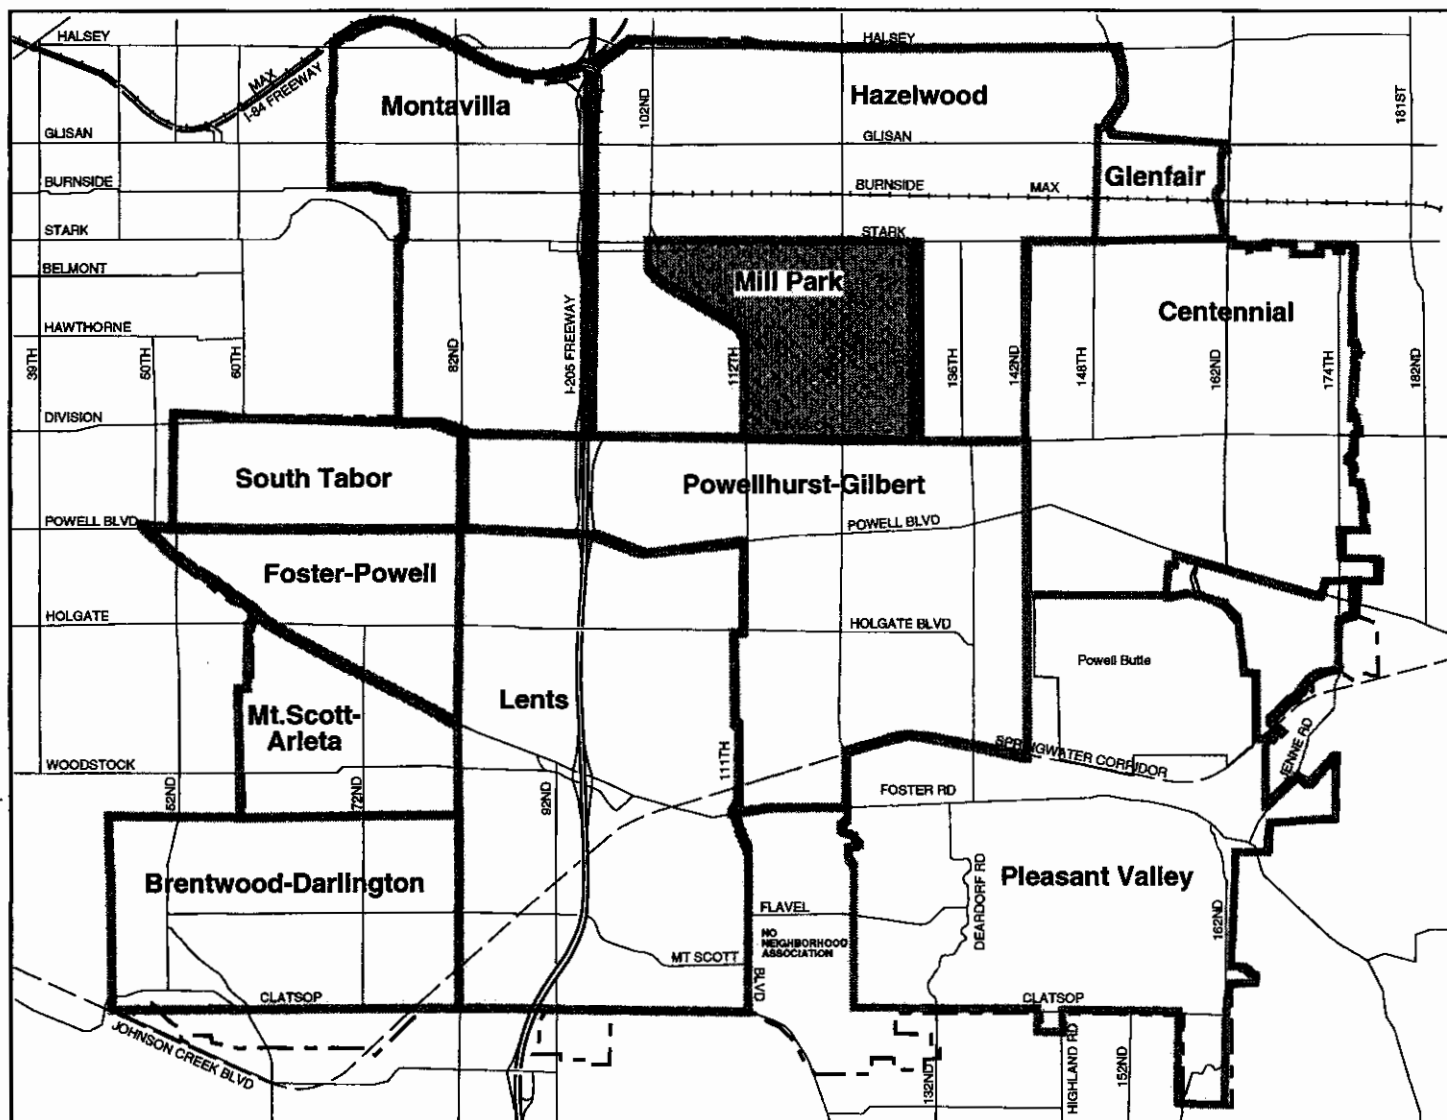 HALSEY
HALSEY
MAX
I-84 FREEWAY
Montavilla
Hazelwood
102ND
181ST
GLISAN
GLISAN
BURNSIDE
BURNSIDE
MAX
Glenfair
STARK
STARK
BELMONT
Mill Park
Centennial
HAWTHORNE
39TH
50TH
60TH
82ND
I-205 FREEWAY
112TH
136TH
142ND
148TH
162ND
174TH
182ND
DIVISION
South Tabor
Powellhurst-Gilbert
POWELL BLVD
POWELL BLVD
Foster-Powell
HOLGATE
HOLGATE BLVD
Powell Butte
Lents
Mt.Scott-
Arleta
JENNE RD
SPRINGWATER CORRIDOR
WOODSTOCK
52ND
72ND
92ND
111TH
FOSTER RD
Brentwood-Darlington
Pleasant Valley
DEARDORF RD
162ND
FLAVEL
NO
NEIGHBORHOOD
ASSOCIATION
MT SCOTT
BLVD
CLATSOP
CLATSOP
JOHNSON CREEK BLVD
132ND
HIGHLAND RD
152ND